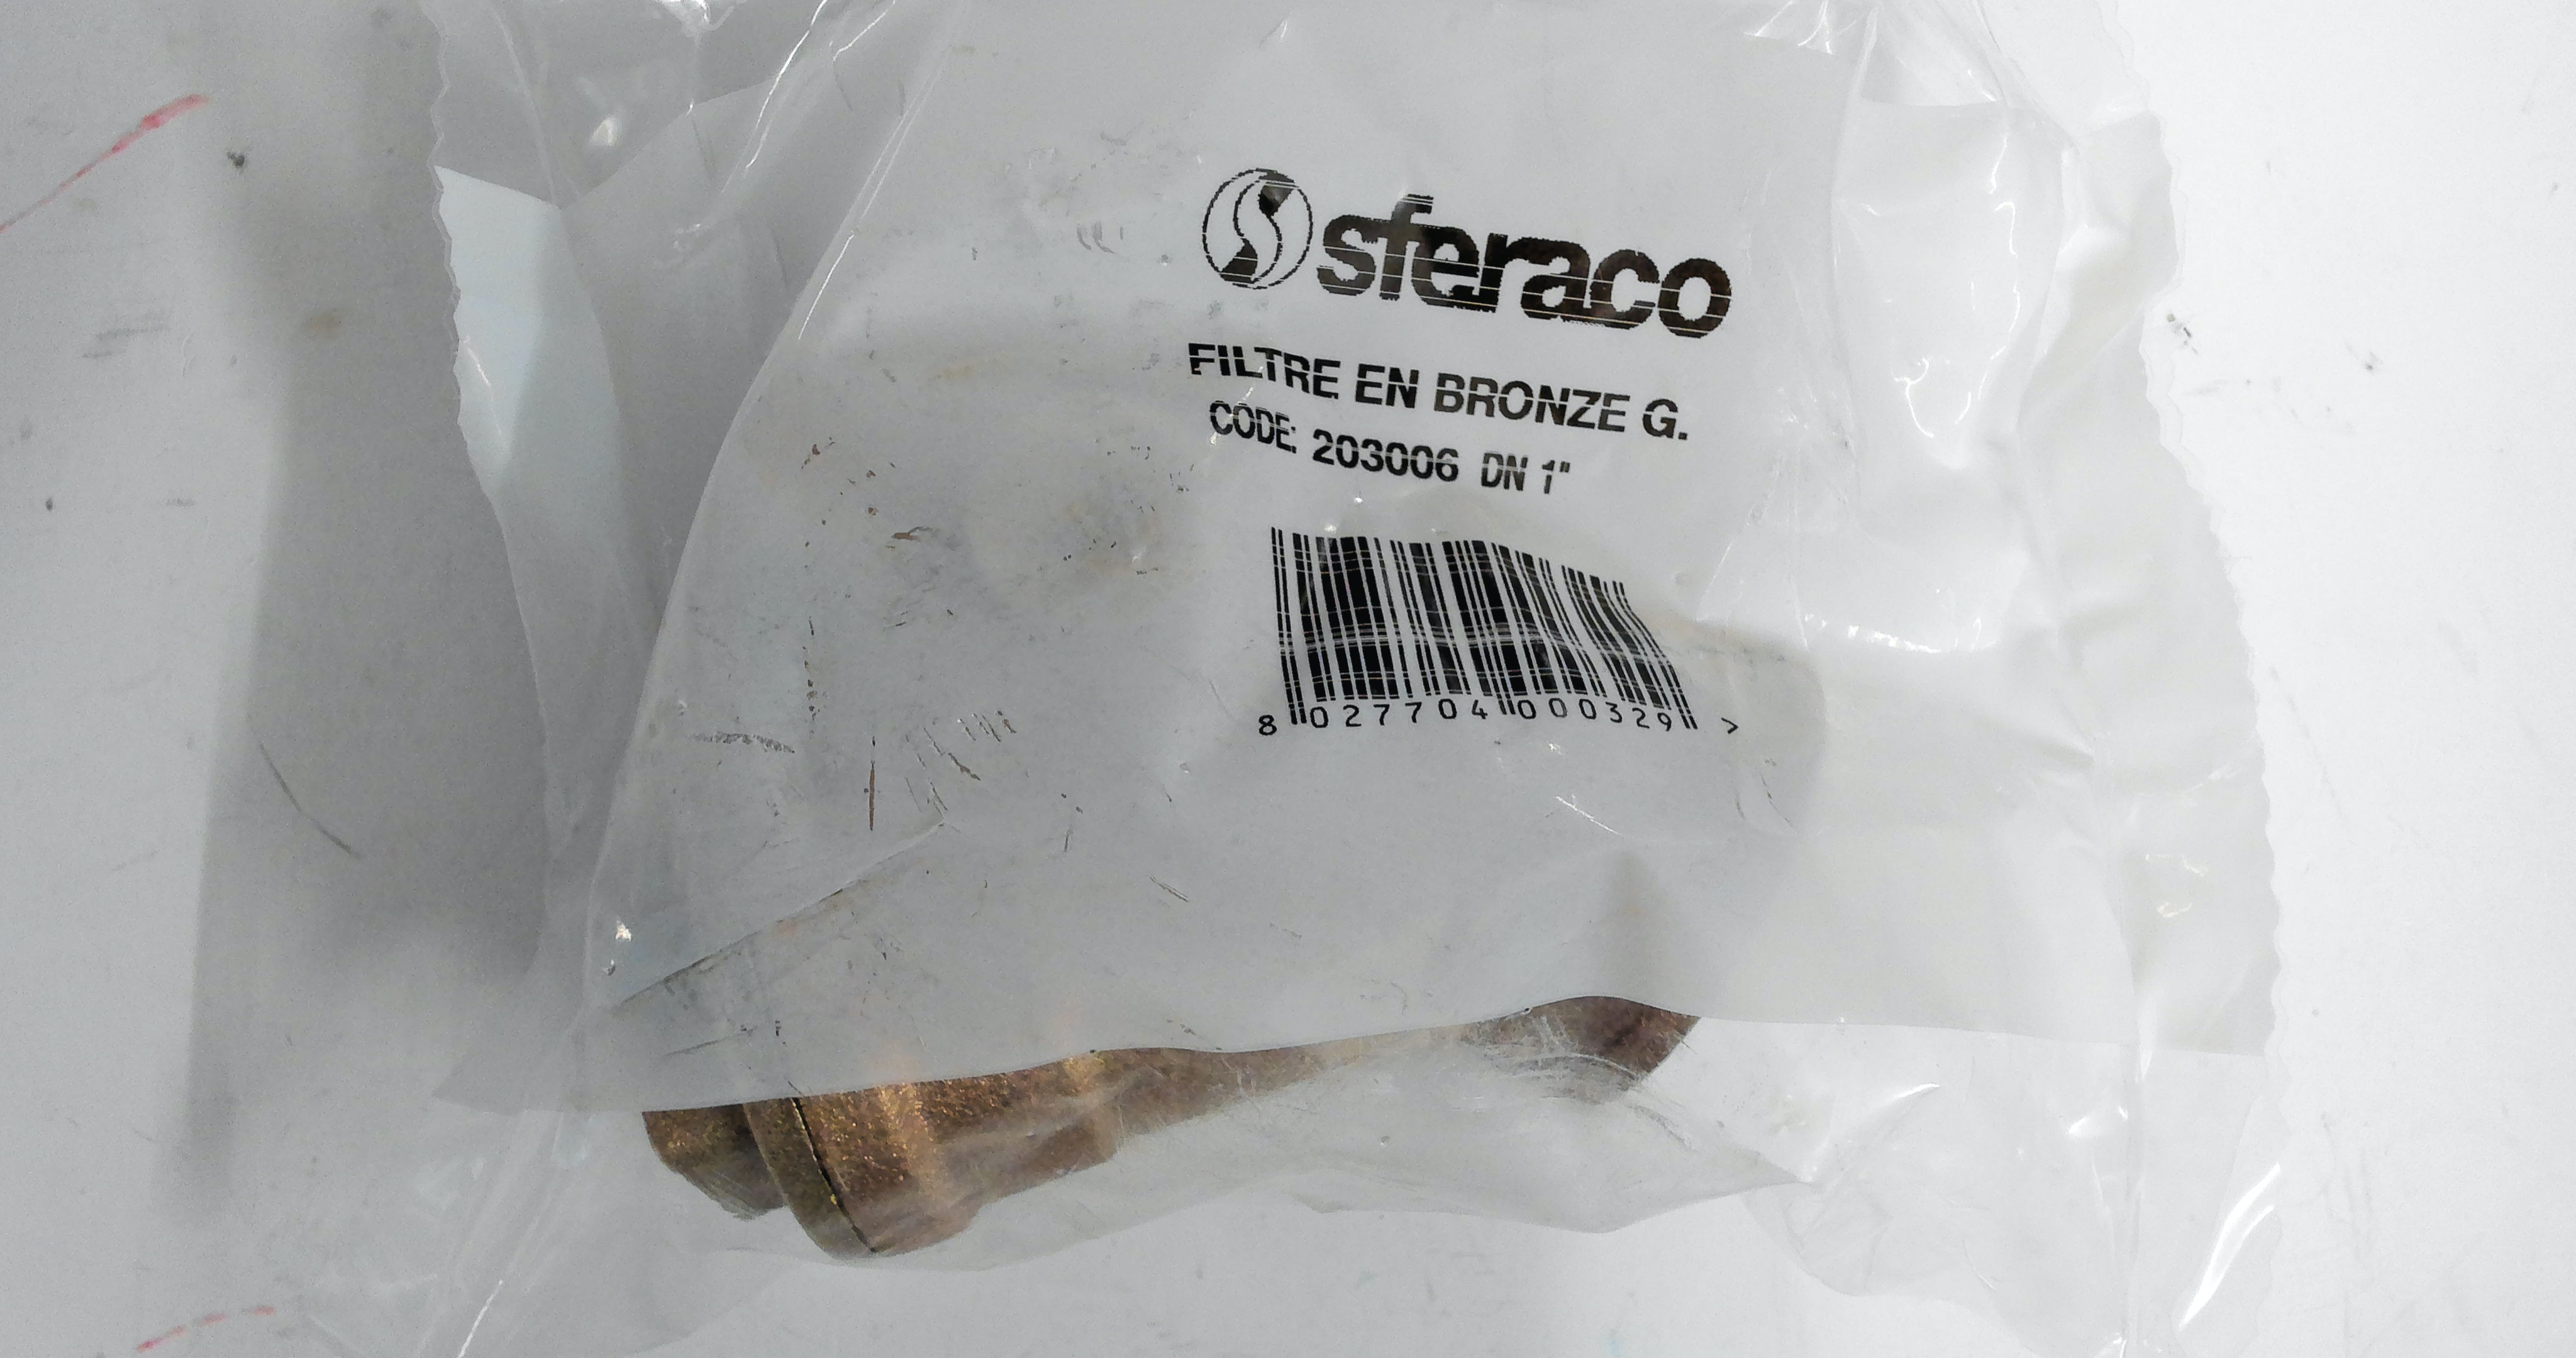 sferaco
FILTRE EN BRONZE G.
CODE: 203006 DN 1"
8 027704 000329 >